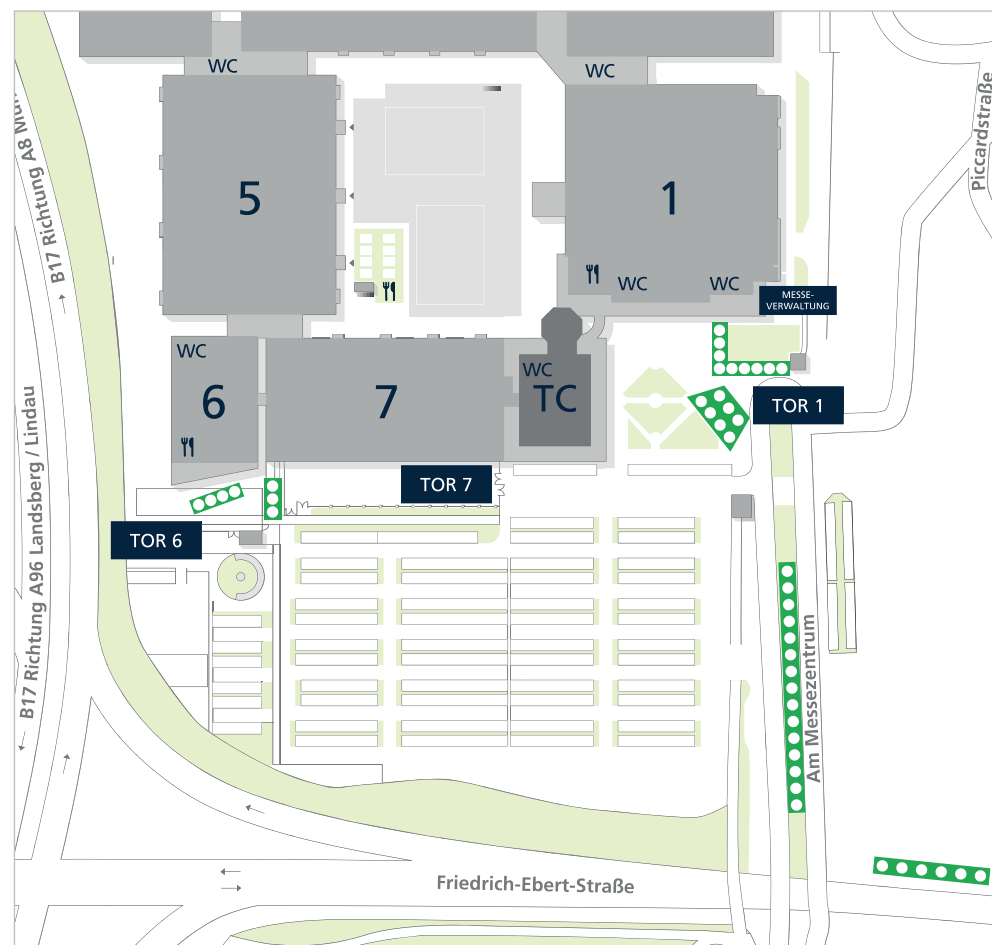 WC
WC
B17 Richtung A8
Piccardstraße
5
1
WC
WC
MESSE-
VERWALTUNG
WC
6
7
WC
TC
TOR 1
B17 Richtung A96 Landsberg / Lindau
TOR 7
TOR 6
Am Messezentrum
Friedrich-Ebert-Straße